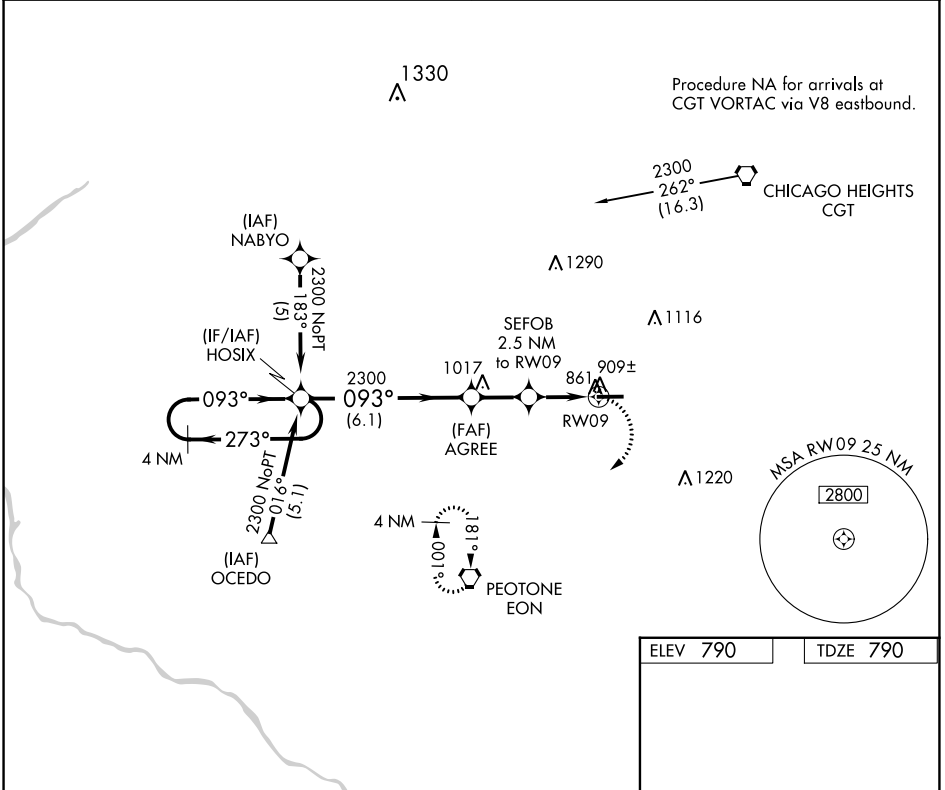 1330
Procedure NA for arrivals at
CGT VORTAC via V8 eastbound.
2300
262°
(16.3)
CHICAGO HEIGHTS
CGT
(IAF)
NABYO
2300 NoPT
183°
(5)
1290
1116
(IF/IAF)
HOSIX
SEFOB
2.5 NM
to RW09
1017
861
909±
093°
2300
093°
(6.1)
(FAF)
AGREE
RW09
273°
4 NM
2300 NoPT
016°
(5.1)
(IAF)
OCEDO
1220
4 NM
181°
001°
PEOTONE
EON
MSA RW09 25 NM
2800
ELEV 790
TDZE 790